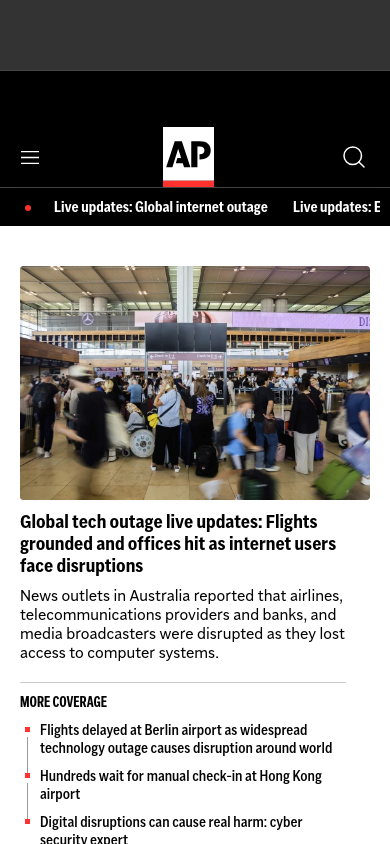 AP
Live updates: Global internet outage Live updates: E
Global tech outage live updates: Flights
grounded and offices hit as internet users
face disruptions
News outlets in Australia reported that airlines,
telecommunications providers and banks, and
media broadcasters were disrupted as they lost
access to computer systems.
MORE COVERAGE
Flights delayed at Berlin airport as widespread
technology outage causes disruption around world
Hundreds wait for manual check-in at Hong Kong
airport
Digital disruptions can cause real harm: cyber
security expert